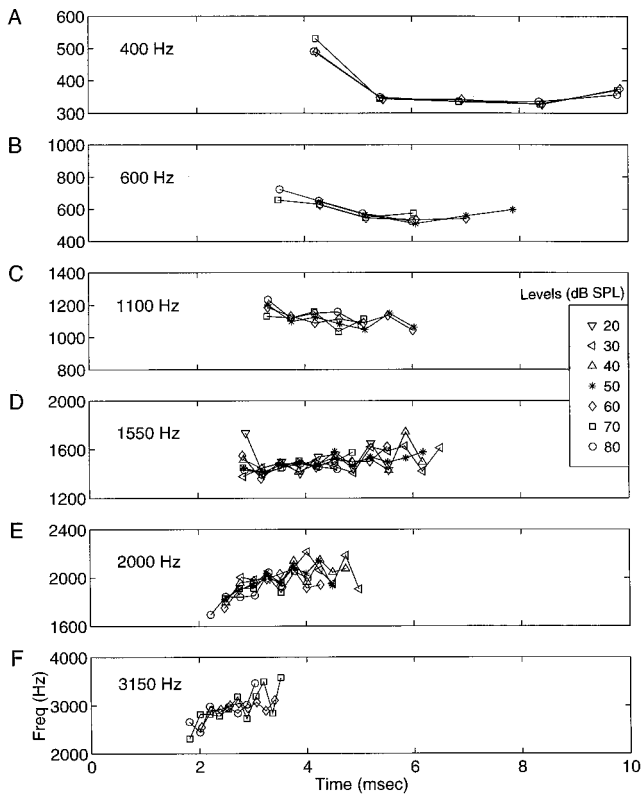 A
600
500
400
300
400 Hz
B
1000
800
600
400
600 Hz
C
1400
1200
1000
800
1100 Hz
Levels (dB SPL)
20
30
40
50
60
70
80
D
2000
1600
1200
1550 Hz
E
2400
2000
1600
2000 Hz
F
4000
3000
2000
3150 Hz
Freq (Hz)
0 2 4 6 8 10
Time (msec)